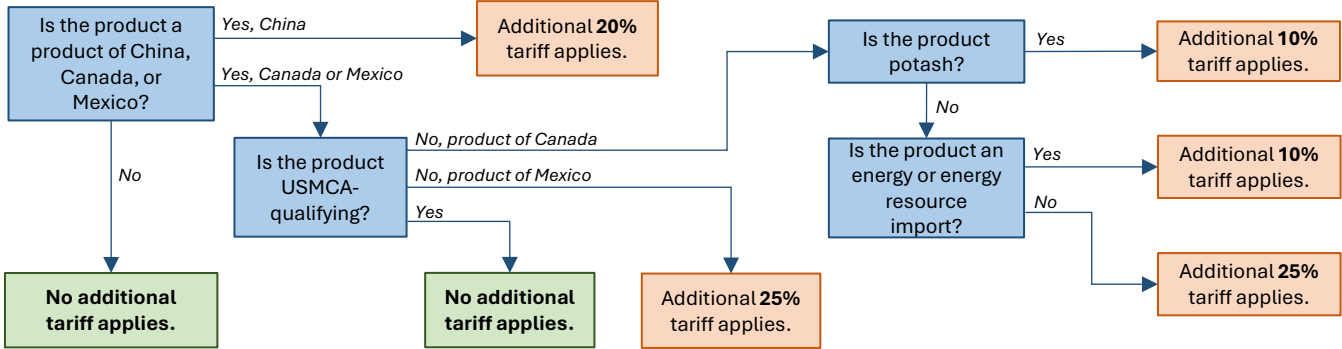 Is the product a
product of China,
Canada, or
Mexico?
Yes, China
Additional 20%
tariff applies.
Yes, Canada or Mexico
No
No additional
tariff applies.
Is the product
USMCA-
qualifying?
No, product of Canada
No, product of Mexico
Yes
No additional
tariff applies.
Additional 25%
tariff applies.
Is the product
potash?
Yes
Additional 10%
tariff applies.
No
Is the product an
energy or energy
resource
import?
Yes
Additional 10%
tariff applies.
No
Additional 25%
tariff applies.